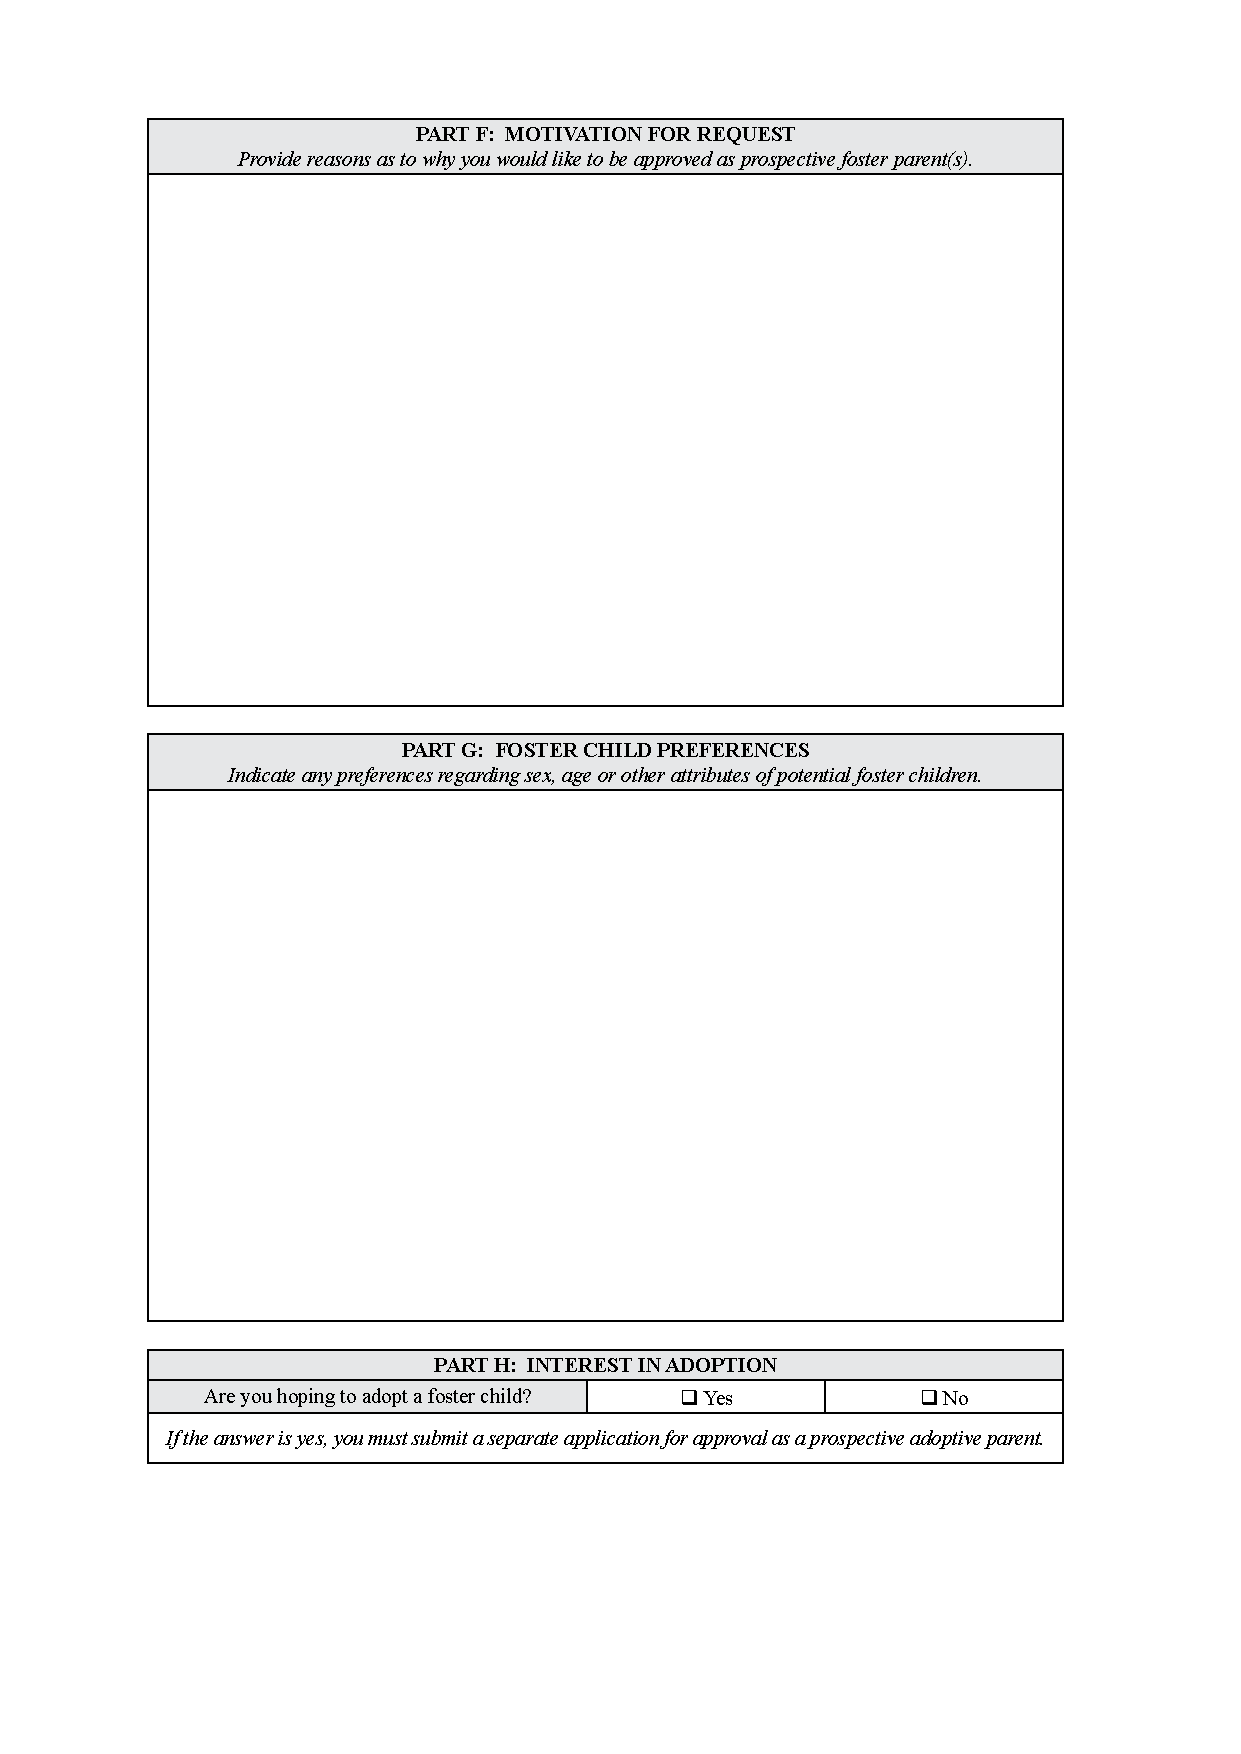 PART F:  MOTIVATION FOR REQUEST
Provide reasons as to why you would like to be approved as prospective foster parent(s).
PART G:  FOSTER CHILD PREFERENCES
Indicate any preferences regarding sex, age or other attributes of potential foster children.
PART H:  INTEREST IN ADOPTION
Are you hoping to adopt a foster child? ❑ Yes ❑ No
If the answer is yes, you must submit a separate application for approval as a prospective adoptive parent.